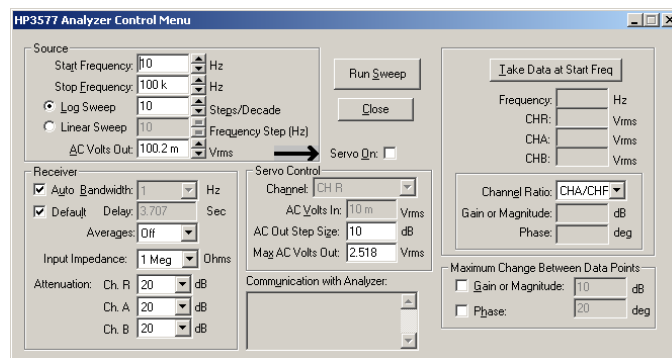 HP3577 Analyzer Control Menu
Source
Start Frequency: 10 Hz
Stop Frequency: 100 k Hz
Log Sweep 10 Steps/Decade
Linear Sweep 10 Frequency Step (Hz)
AC Volts Out: 100.2 m Vrms
Run Sweep
Close
Servo On:
Receiver
Auto Bandwidth: 1 Hz
Default Delay: 3.707 Sec
Averages: Off
Input Impedance: 1 Meg Ohms
Attenuation: Ch. R 20 dB
Ch. A 20 dB
Ch. B 20 dB
Servo Control
Channel: CH R
AC Volts In: 10 m Vrms
AC Out Step Size: 10 dB
Max AC Volts Out: 2.518 Vrms
Communication with Analyzer:
Take Data at Start Freq
Frequency: Hz
CHR: Vrms
CHA: Vrms
CHB: Vrms
Channel Ratio: CHA/CHF
Gain or Magnitude: dB
Phase: deg
Maximum Change Between Data Points
Gain or Magnitude: 10 dB
Phase: 20 deg